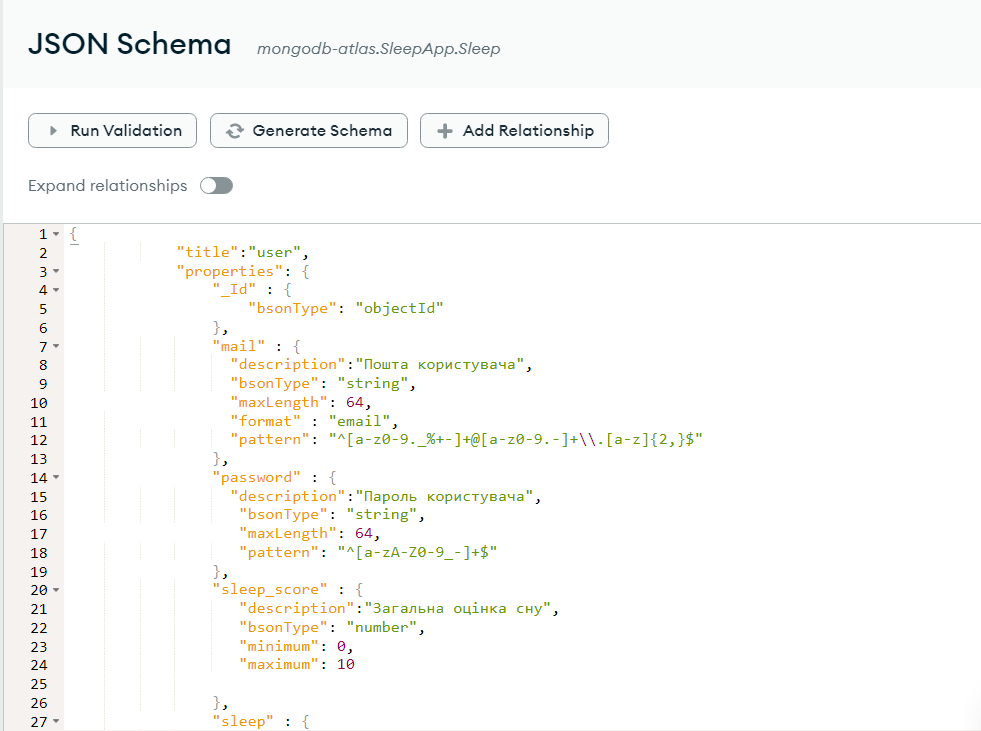 JSON Schema mongodb-atlas.SleepApp.Sleep
Run Validation Generate Schema Add Relationship
Expand relationships
1 {
2 "title":"user",
3 "properties": {
4 "_Id" : {
5 "bsonType": "objectId"
6 },
7 "mail" : {
8 "description":"Пошта користувача",
9 "bsonType": "string",
10 "maxLength": 64,
11 "format" : "email",
12 "pattern": "^[a-z0-9._%+-]+@[a-z0-9.-]+\\.[a-z]{2,}$"
13 },
14 "password" : {
15 "description":"Пароль користувача",
16 "bsonType": "string",
17 "maxLength": 64,
18 "pattern": "^[a-zA-Z0-9_-]+$"
19 },
20 "sleep_score" : {
21 "description":"Загальна оцінка сну",
22 "bsonType": "number",
23 "minimum": 0,
24 "maximum": 10
25
26 },
27 "sleep" : {